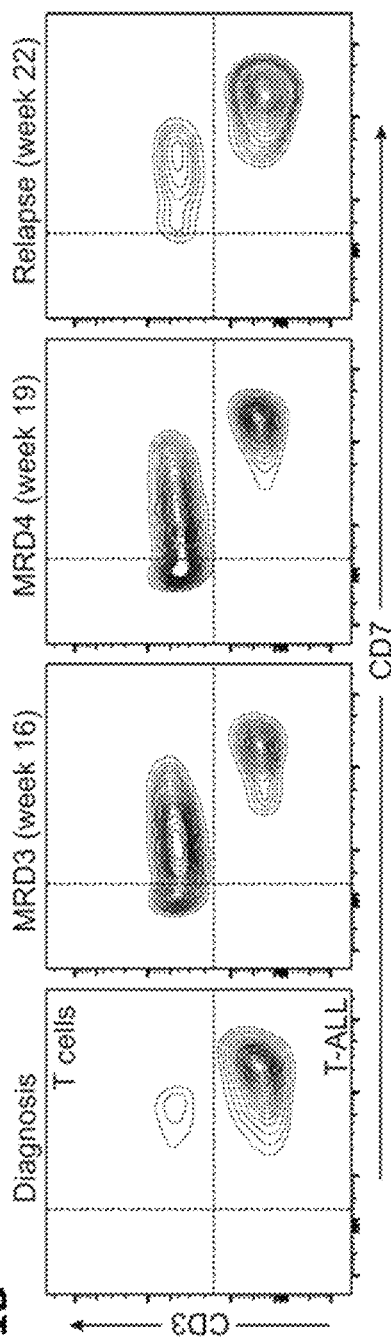 Diagnosis
MRD3 (week 16)
MRD4 (week 19)
Relapse (week 22)
T cells
T-ALL
CD3
CD7